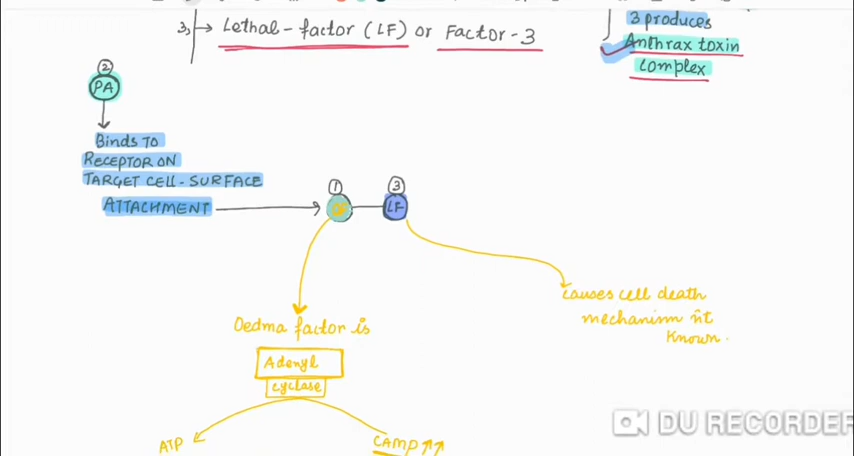 3, → Lethal-factor (LF) or Factor-3
3 produces
Anthrax toxin
complex
2
PA
Binds to
RECEPTOR ON
TARGET CELL-SURFACE
ATTACHMENT
1
3
LF
causes cell death
mechanism n't
known.
Oedma factor is
Adenyl
cyclase
ATP
CAMP ↑↑
DU RECORDER